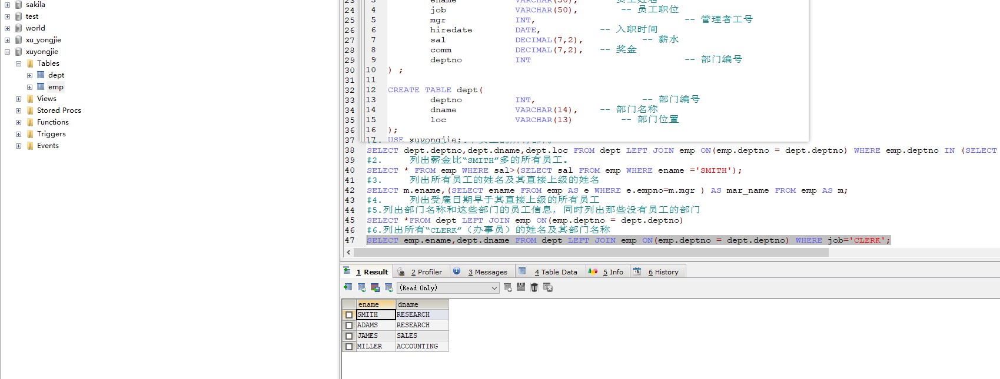 sakila
test
world
xu_yongjie
xuyongjie
Tables
dept
emp
Views
Stored Procs
Functions
Triggers
Events
23 3 ename VARCHAR(50), 员工姓名
24 4 job VARCHAR(50), -- 员工职位
25 5 mgr INT, -- 管理者工号
26 6 hiredate DATE, -- 入职时间
27 7 sal DECIMAL(7,2), -- 薪水
28 8 comm DECIMAL(7,2), -- 奖金
29 9 deptno INT -- 部门编号
30 10 ) ;
31 11
32 12 CREATE TABLE dept(
33 13 deptno INT, -- 部门编号
34 14 dname VARCHAR(14), -- 部门名称
35 15 loc VARCHAR(13) -- 部门位置
36 16 );
37 17 USE xuyongjie;
38 SELECT dept.deptno,dept.dname,dept.loc FROM dept LEFT JOIN emp ON(emp.deptno = dept.deptno) WHERE emp.deptno IN (SELECT
39 #2. 列出薪金比“SMITH”多的所有员工。
40 SELECT * FROM emp WHERE sal>(SELECT sal FROM emp WHERE ename ='SMITH');
41 #3. 列出所有员工的姓名及其直接上级的姓名
42 SELECT m.ename,(SELECT ename FROM emp AS e WHERE e.empno=m.mgr ) AS mar_name FROM emp AS m;
43 #4. 列出受雇日期早于其直接上级的所有员工
44 #5.列出部门名称和这些部门的员工信息，同时列出那些没有员工的部门
45 SELECT *FROM dept LEFT JOIN emp ON(emp.deptno = dept.deptno)
46 #6.列出所有“CLERK”（办事员）的姓名及其部门名称
47 SELECT emp.ename,dept.dname FROM dept LEFT JOIN emp ON(emp.deptno = dept.deptno) WHERE job='CLERK';
1 Result 2 Profiler 3 Messages 4 Table Data 5 Info 6 History
(Read Only)
ename dname
SMITH RESEARCH
ADAMS RESEARCH
JAMES SALES
MILLER ACCOUNTING